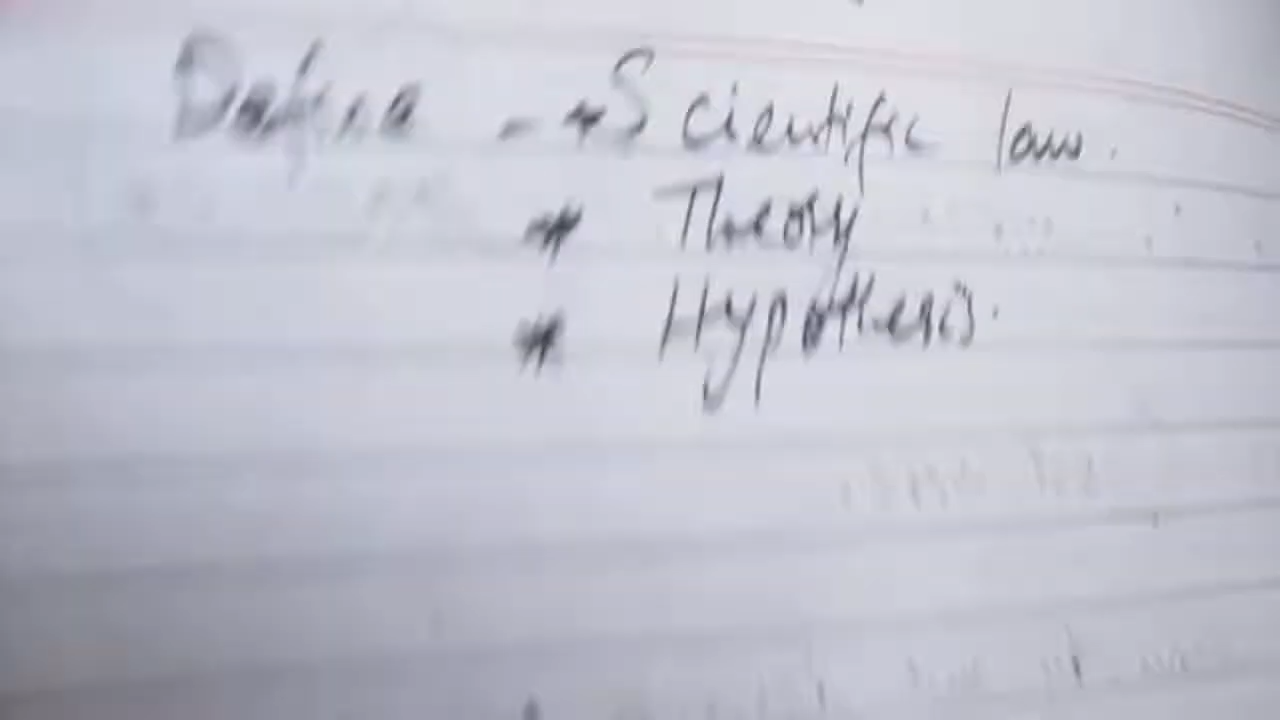 Define - * Scientific law.
* Theory
* Hypothesis.